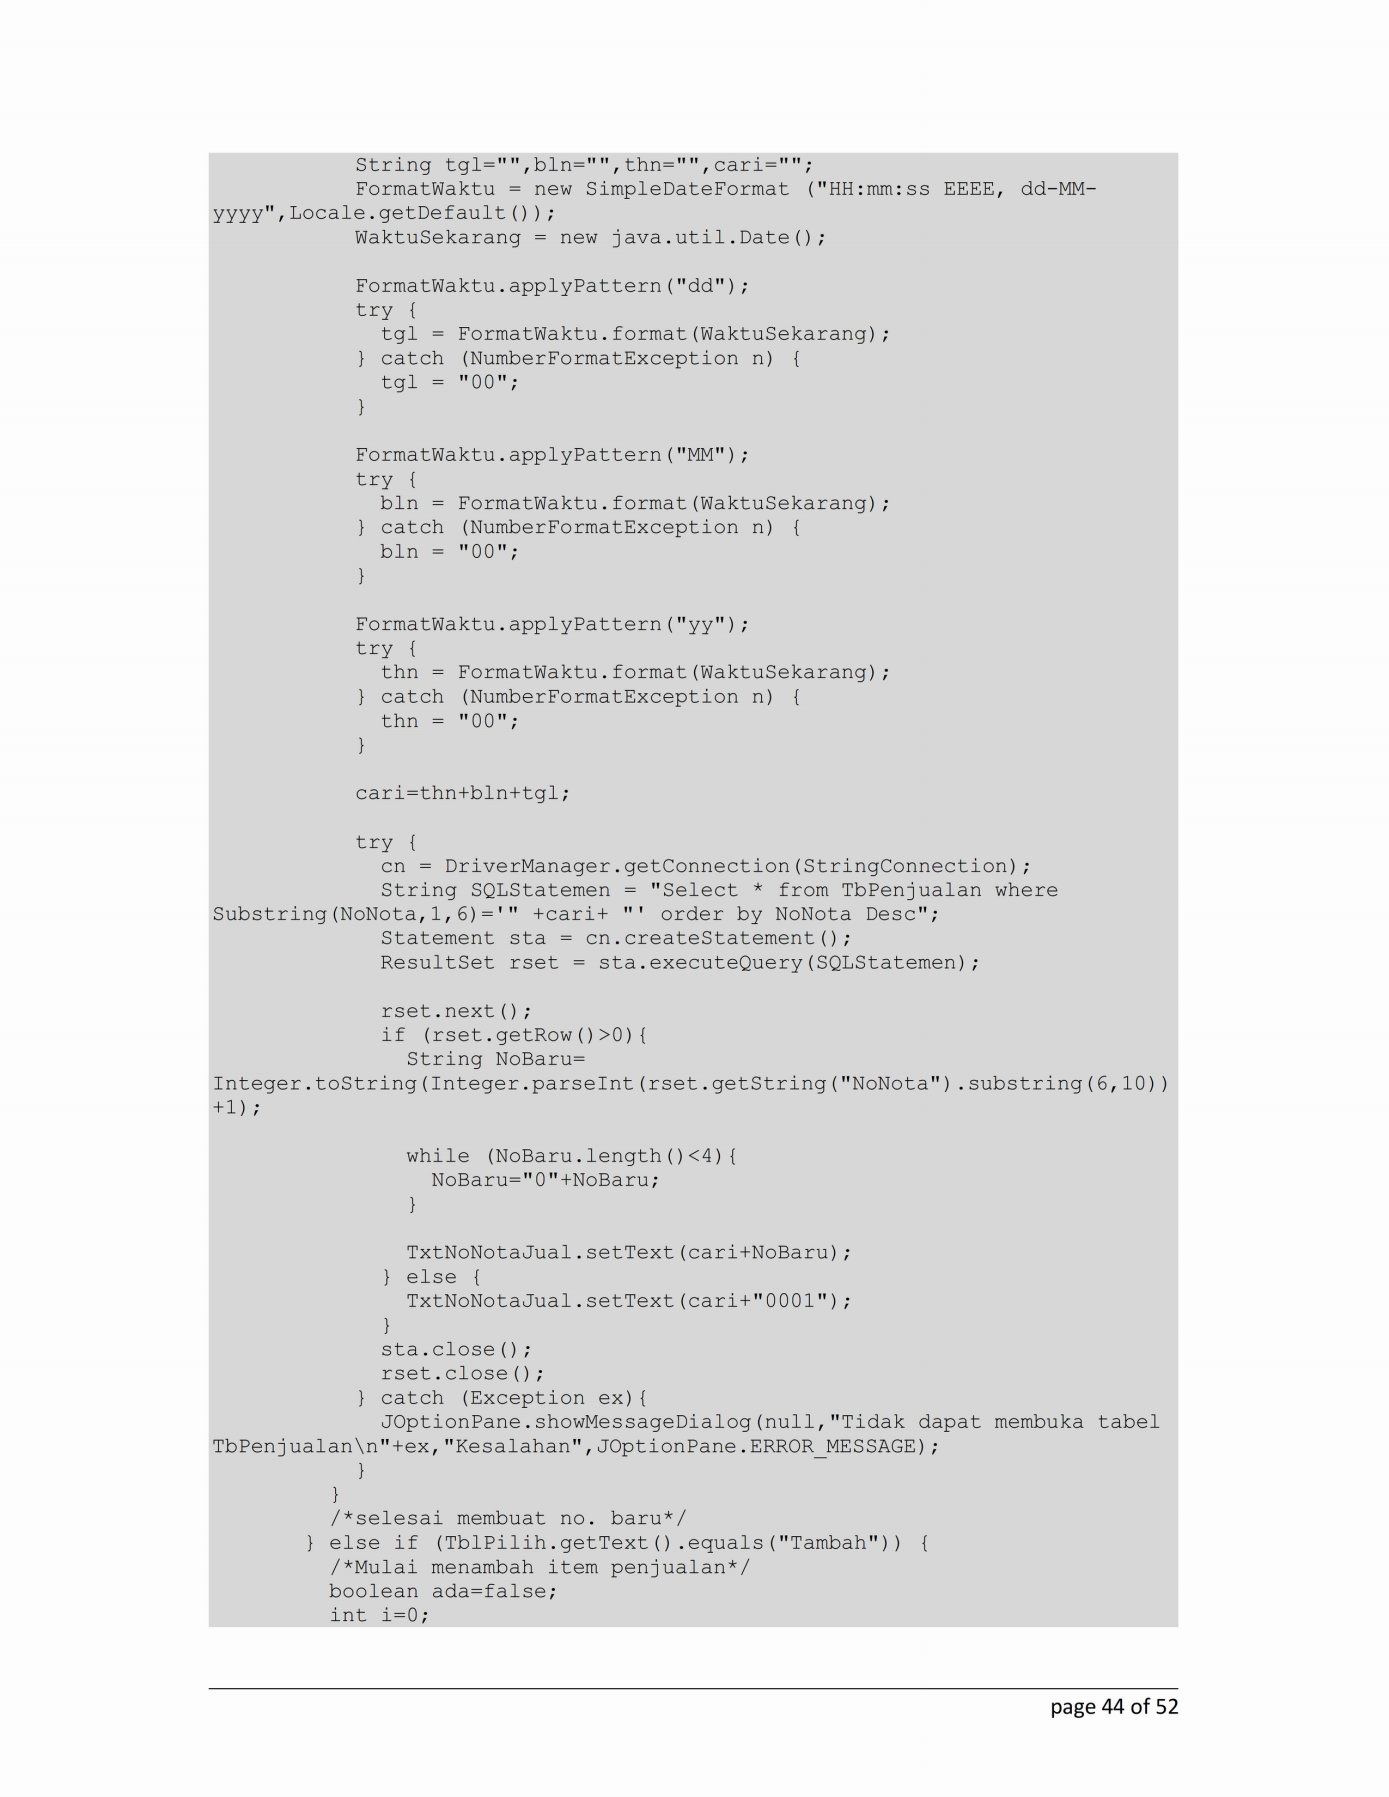 String tgl="",bln="",thn="",cari="";
FormatWaktu = new SimpleDateFormat ("HH:mm:ss EEEE, dd-MM-
yyyy",Locale.getDefault());
WaktuSekarang = new java.util.Date();
FormatWaktu.applyPattern("dd");
try {
tgl = FormatWaktu.format(WaktuSekarang);
} catch (NumberFormatException n) {
tgl = "00";
}
FormatWaktu.applyPattern("MM");
try {
bln = FormatWaktu.format(WaktuSekarang);
} catch (NumberFormatException n) {
bln = "00";
}
FormatWaktu.applyPattern("yy");
try {
thn = FormatWaktu.format(WaktuSekarang);
} catch (NumberFormatException n) {
thn = "00";
}
cari=thn+bln+tgl;
try {
cn = DriverManager.getConnection(StringConnection);
String SQLStatemen = "Select * from TbPenjualan where
Substring(NoNota,1,6)='" +cari+ "' order by NoNota Desc";
Statement sta = cn.createStatement();
ResultSet rset = sta.executeQuery(SQLStatemen);
rset.next();
if (rset.getRow()>0){
String NoBaru=
Integer.toString(Integer.parseInt(rset.getString("NoNota").substring(6,10))
+1);
while (NoBaru.length()<4){
NoBaru="0"+NoBaru;
}
TxtNoNotaJual.setText(cari+NoBaru);
} else {
TxtNoNotaJual.setText(cari+"0001");
}
sta.close();
rset.close();
} catch (Exception ex){
JOptionPane.showMessageDialog(null,"Tidak dapat membuka tabel
TbPenjualan\n"+ex,"Kesalahan",JOptionPane.ERROR_MESSAGE);
}
}
/*selesai membuat no. baru*/
} else if (TblPilih.getText().equals("Tambah")) {
/*Mulai menambah item penjualan*/
boolean ada=false;
int i=0;
page 44 of 52